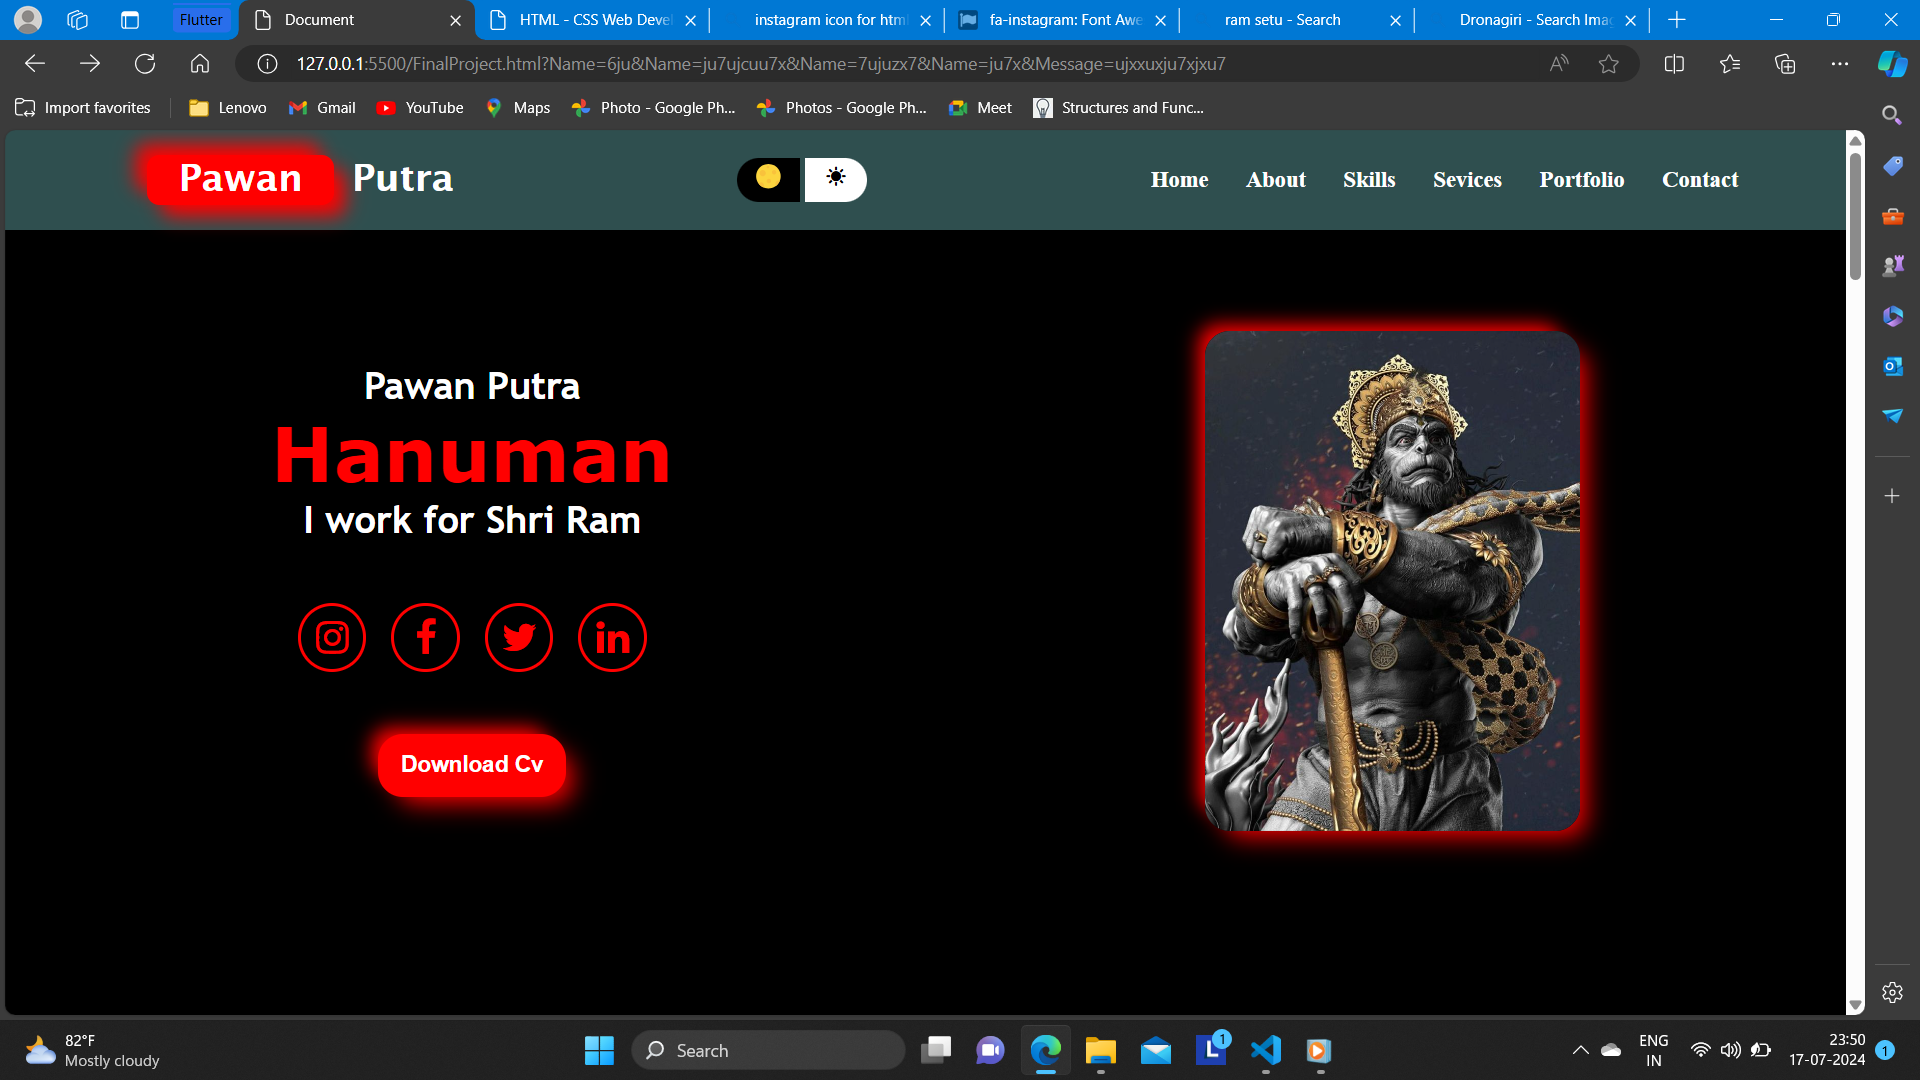 Flutter
Document
HTML - CSS Web Devel
instagram icon for html
fa-instagram: Font Awe
ram setu - Search
Dronagiri - Search Imag
127.0.0.1:5500/FinalProject.html?Name=6ju&Name=ju7ujcuu7x&Name=7ujuzx7&Name=ju7x&Message=ujxxuxju7xjxu7
Import favorites
Lenovo
Gmail
YouTube
Maps
Photo - Google Ph...
Photos - Google Ph...
Meet
Structures and Func...
Pawan Putra
Home
About
Skills
Sevices
Portfolio
Contact
Pawan Putra
Hanuman
I work for Shri Ram
Download Cv
82°F
Mostly cloudy
Search
1
ENG
IN
23:50
17-07-2024
1